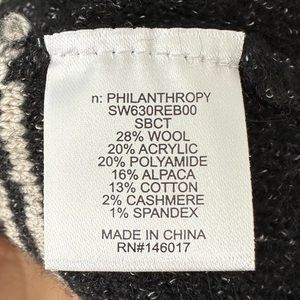 n: PHILANTHROPY
SW630REB00
SBCT
28% WOOL
20% ACRYLIC
20% POLYAMIDE
16% ALPACA
13% COTTON
2% CASHMERE
1% SPANDEX
MADE IN CHINA
RN#146017